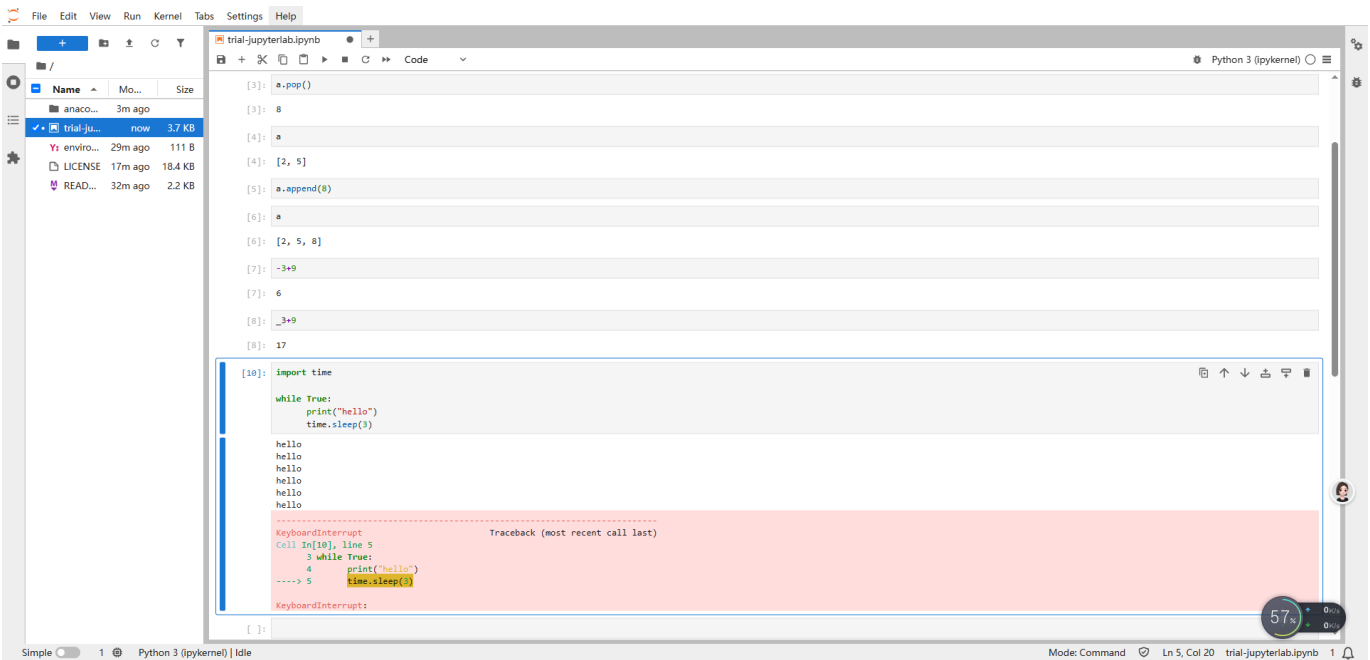 File Edit View Run Kernel Tabs Settings Help
trial-jupyterlab.ipynb
Code
Python 3 (ipykernel)
/
Name Mo... Size
anaco... 3m ago
trial-ju... now 3.7 KB
Y: enviro... 29m ago 111 B
LICENSE 17m ago 18.4 KB
M READ... 32m ago 2.2 KB
[3]: a.pop()
[3]: 8
[4]: a
[4]: [2, 5]
[5]: a.append(8)
[6]: a
[6]: [2, 5, 8]
[7]: -3+9
[7]: 6
[8]: _3+9
[8]: 17
[10]: import time
while True:
print("hello")
time.sleep(3)
hello
hello
hello
hello
hello
hello
---------------------------------------------------------------------------
KeyboardInterrupt Traceback (most recent call last)
Cell In[10], line 5
3 while True:
4 print("hello")
----> 5 time.sleep(3)
KeyboardInterrupt:
[ ]:
57%
0K/s
0K/s
Simple 1 Python 3 (ipykernel) | Idle
Mode: Command Ln 5, Col 20 trial-jupyterlab.ipynb 1